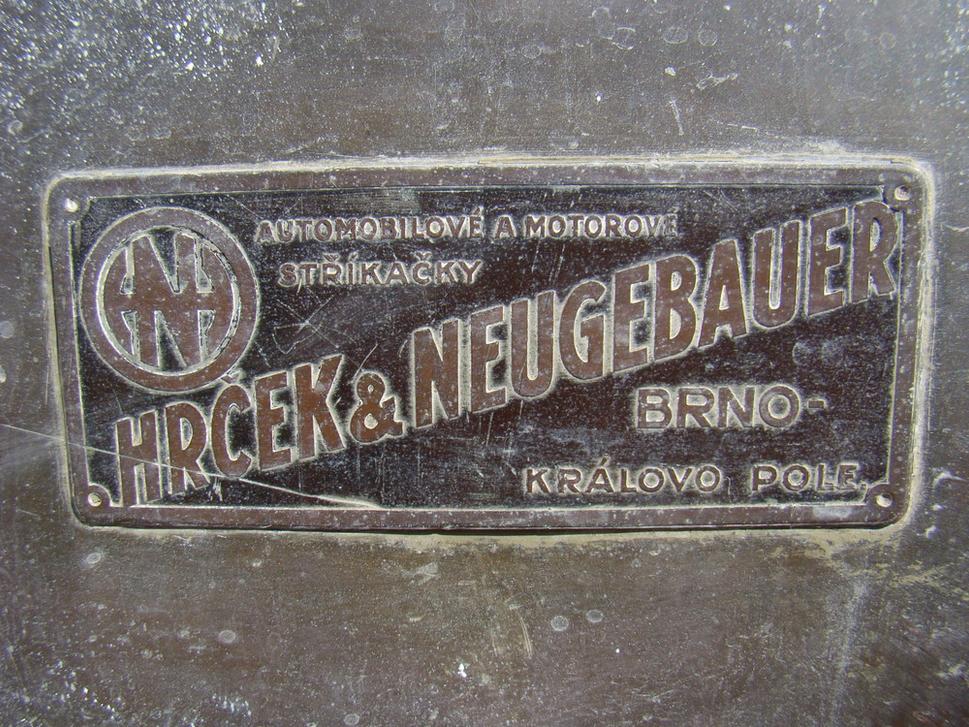 AUTOMOBILOVÉ A MOTOROVÉ
STŘÍKAČKY
HRČEK & NEUGEBAUER
BRNO-
KRÁLOVO POLE.